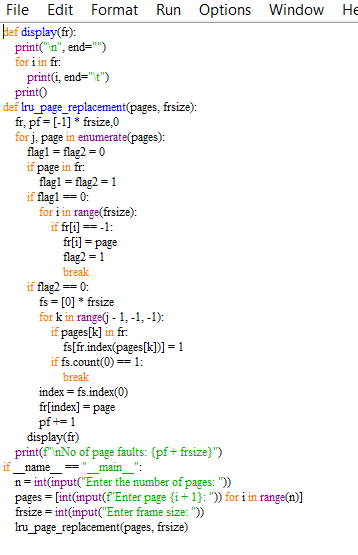 File Edit Format Run Options Window He
def display(fr):
    print("\n", end="")
    for i in fr:
        print(i, end="\t")
    print()
def lru_page_replacement(pages, frsize):
    fr, pf = [-1] * frsize,0
    for j, page in enumerate(pages):
        flag1 = flag2 = 0
        if page in fr:
            flag1 = flag2 = 1
        if flag1 == 0:
            for i in range(frsize):
                if fr[i] == -1:
                    fr[i] = page
                    flag2 = 1
                    break
        if flag2 == 0:
            fs = [0] * frsize
            for k in range(j - 1, -1, -1):
                if pages[k] in fr:
                    fs[fr.index(pages[k])] = 1
                if fs.count(0) == 1:
                    break
            index = fs.index(0)
            fr[index] = page
            pf += 1
        display(fr)
    print(f"\nNo of page faults: {pf + frsize}")
if __name__ == "__main__":
    n = int(input("Enter the number of pages: "))
    pages = [int(input(f"Enter page {i + 1}: ")) for i in range(n)]
    frsize = int(input("Enter frame size: "))
    lru_page_replacement(pages, frsize)